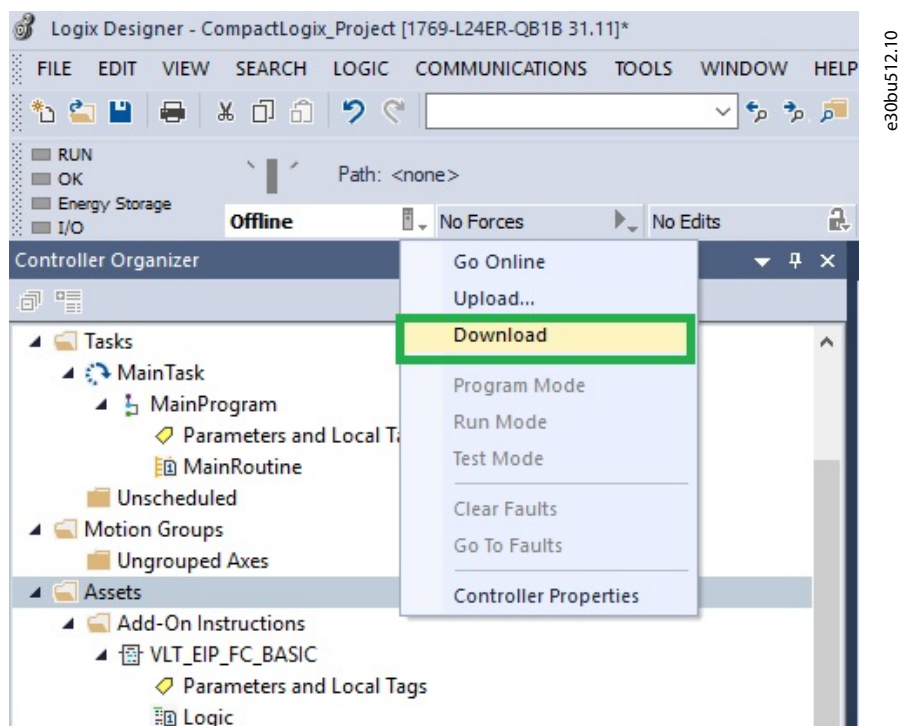 Logix Designer - CompactLogix_Project [1769-L24ER-QB1B 31.11]*
FILE EDIT VIEW SEARCH LOGIC COMMUNICATIONS TOOLS WINDOW HELP
RUN
OK
Energy Storage
I/O
Path: <none>
Offline
No Forces
No Edits
Controller Organizer
Go Online
Upload...
Download
Program Mode
Run Mode
Test Mode
Clear Faults
Go To Faults
Controller Properties
Tasks
MainTask
MainProgram
Parameters and Local Ta
MainRoutine
Unscheduled
Motion Groups
Ungrouped Axes
Assets
Add-On Instructions
VLT_EIP_FC_BASIC
Parameters and Local Tags
Logic
e30bu512.10